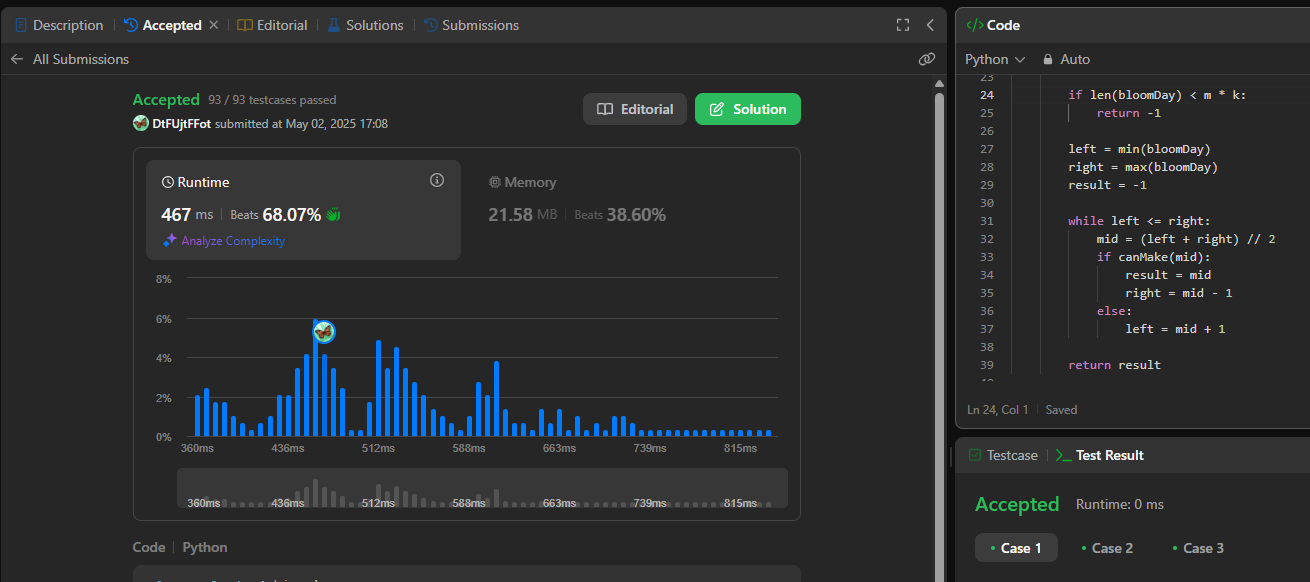 Description
Accepted
Editorial
Solutions
Submissions
All Submissions
Accepted 93 / 93 testcases passed
DtFUjtFFot submitted at May 02, 2025 17:08
Editorial
Solution
Runtime
467 ms Beats 68.07%
Analyze Complexity
Memory
21.58 MB Beats 38.60%
8%
6%
4%
2%
0%
360ms 436ms 512ms 588ms 663ms 739ms 815ms
360ms 436ms 512ms 588ms 663ms 739ms 815ms
Code Python
</> Code
Python Auto
23
24 if len(bloomDay) < m * k:
25 return -1
26
27 left = min(bloomDay)
28 right = max(bloomDay)
29 result = -1
30
31 while left <= right:
32 mid = (left + right) // 2
33 if canMake(mid):
34 result = mid
35 right = mid - 1
36 else:
37 left = mid + 1
38
39 return result
Ln 24, Col 1 Saved
Testcase >_ Test Result
Accepted Runtime: 0 ms
• Case 1 • Case 2 • Case 3